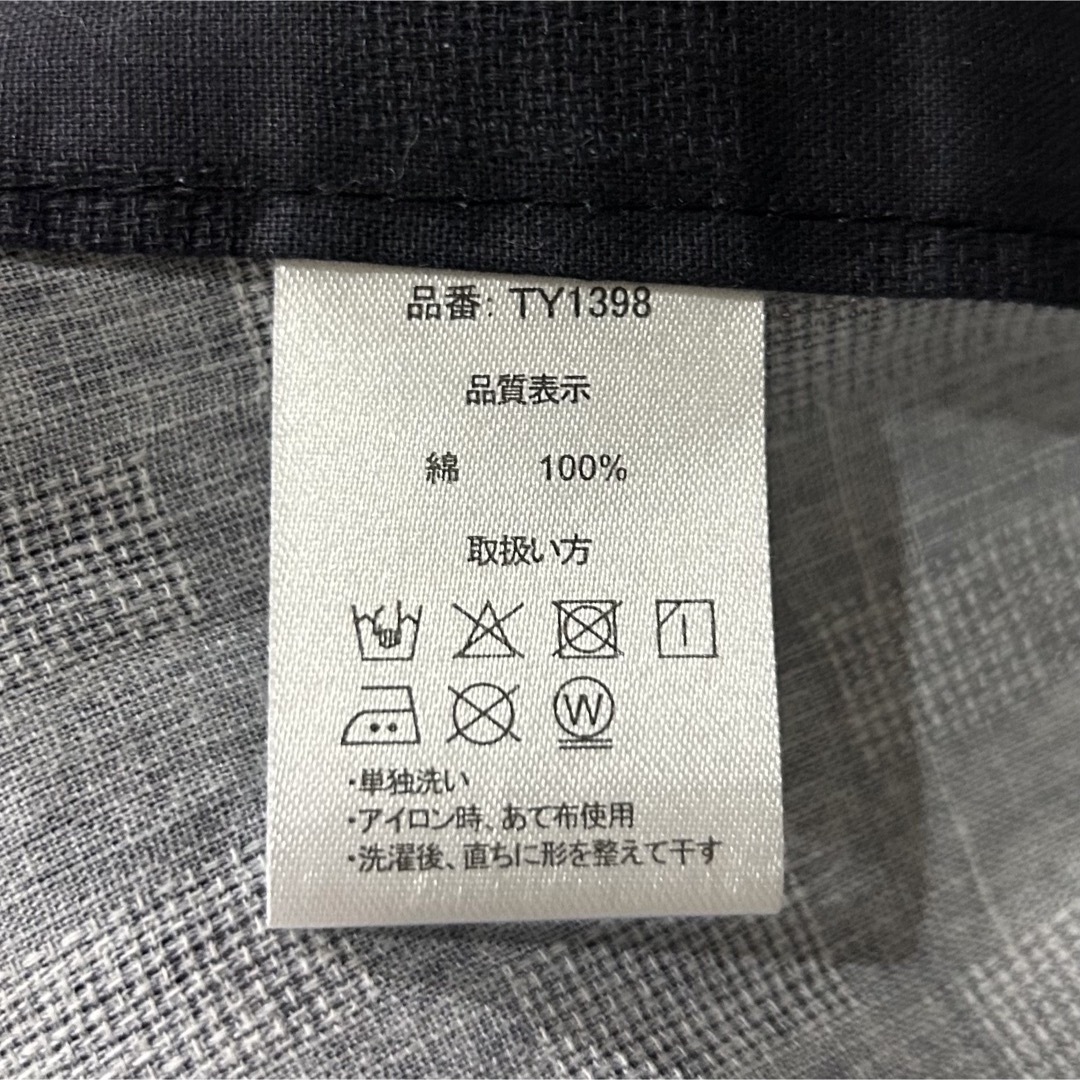 品番: TY1398
品質表示
綿 100%
取扱い方
W
・単独洗い
・アイロン時、あて布使用
・洗濯後、直ちに形を整えて干す